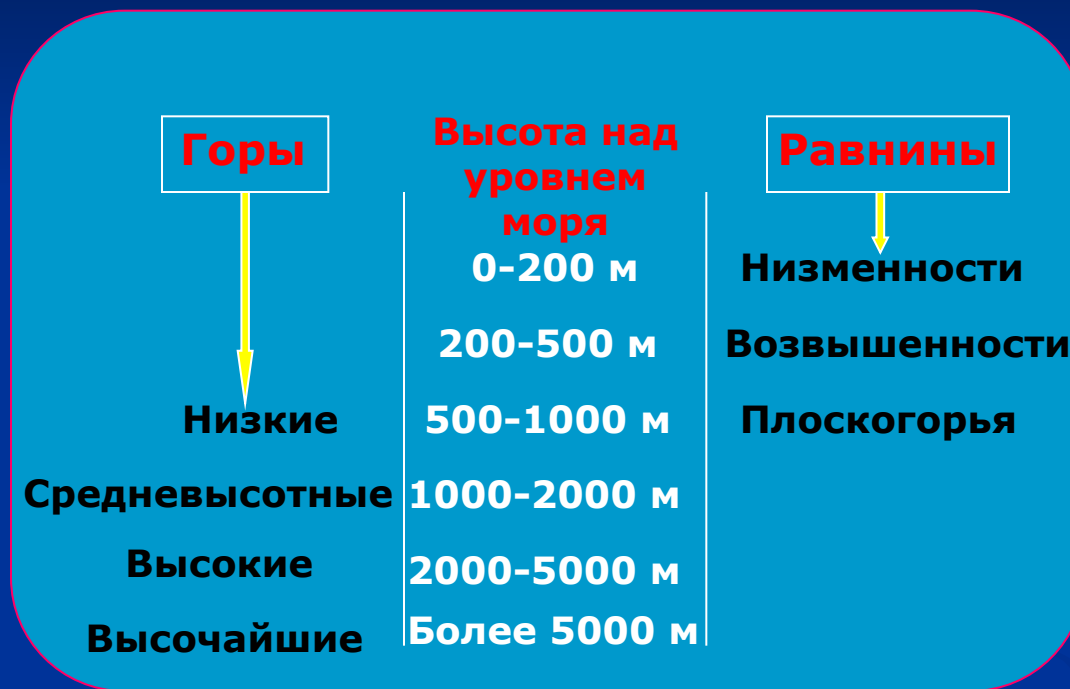 Горы
Высота над
уровнем
моря
Равнины
0-200 м
Низменности
200-500 м
Возвышенности
Низкие
500-1000 м
Плоскогорья
Средневысотные
1000-2000 м
Высокие
2000-5000 м
Высочайшие
Более 5000 м